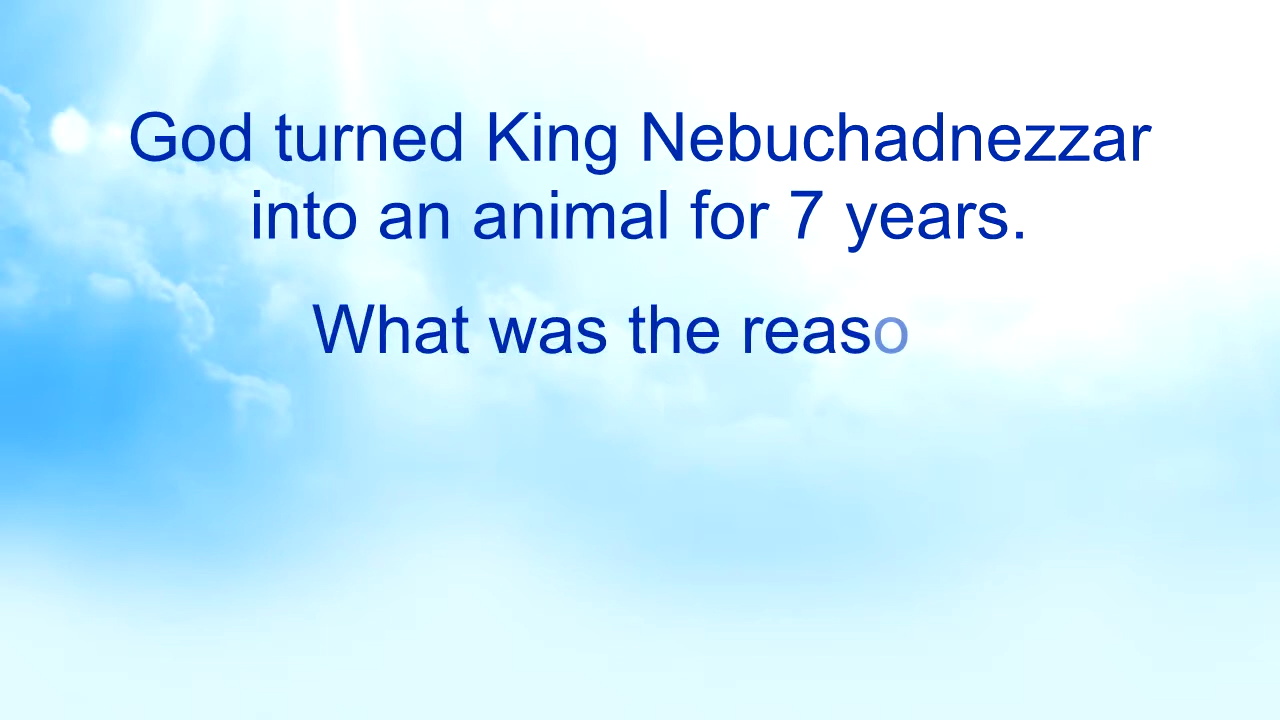 God turned King Nebuchadnezzar
into an animal for 7 years.
What was the reaso